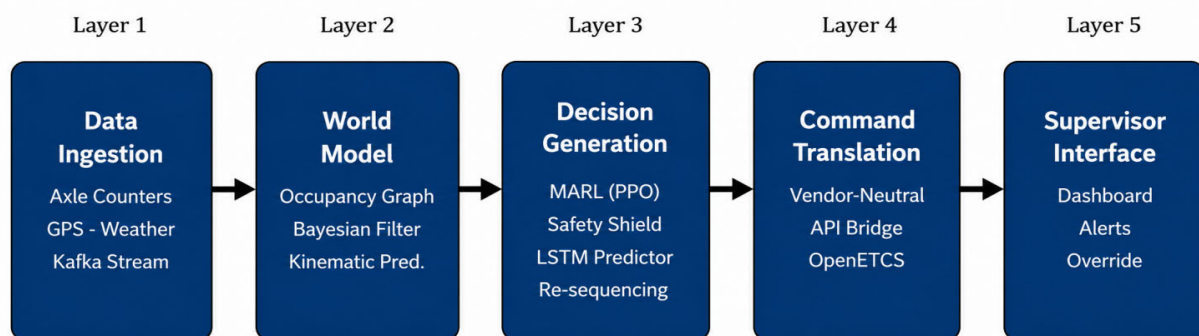 Layer 1
Layer 2
Layer 3
Layer 4
Layer 5
Data
Ingestion
Axle Counters
GPS - Weather
Kafka Stream
World
Model
Occupancy Graph
Bayesian Filter
Kinematic Pred.
Decision
Generation
MARL (PPO)
Safety Shield
LSTM Predictor
Re-sequencing
Command
Translation
Vendor-Neutral
API Bridge
OpenETCS
Supervisor
Interface
Dashboard
Alerts
Override